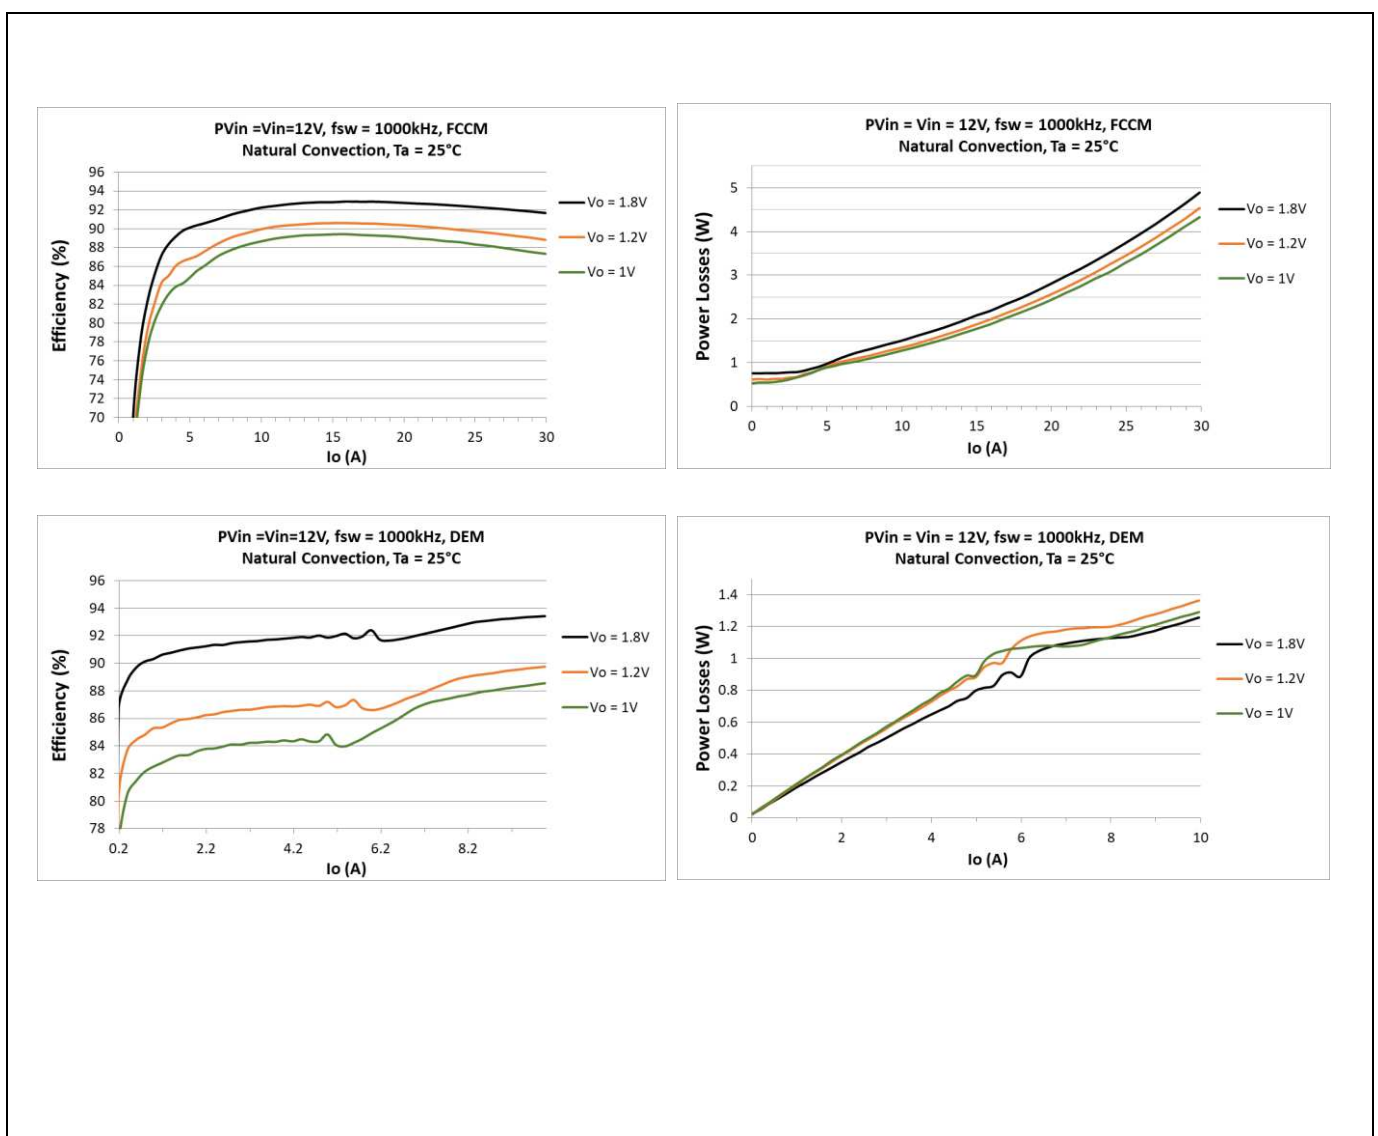 PVin =Vin=12V, fsw = 1000kHz, FCCM
Natural Convection, Ta = 25°C
Efficiency (%)
96
94
92
90
88
86
84
82
80
78
76
74
72
70
0 5 10 15 20 25 30
Io (A)
Vo = 1.8V
Vo = 1.2V
Vo = 1V
PVin = Vin = 12V, fsw = 1000kHz, FCCM
Natural Convection, Ta = 25°C
Power Losses (W)
5
4
3
2
1
0
0 5 10 15 20 25 30
Io (A)
Vo = 1.8V
Vo = 1.2V
Vo = 1V
PVin =Vin=12V, fsw = 1000kHz, DEM
Natural Convection, Ta = 25°C
Efficiency (%)
96
94
92
90
88
86
84
82
80
78
0.2 2.2 4.2 6.2 8.2
Io (A)
Vo = 1.8V
Vo = 1.2V
Vo = 1V
PVin = Vin = 12V, fsw = 1000kHz, DEM
Natural Convection, Ta = 25°C
Power Losses (W)
1.4
1.2
1
0.8
0.6
0.4
0.2
0
0 2 4 6 8 10
Io (A)
Vo = 1.8V
Vo = 1.2V
Vo = 1V